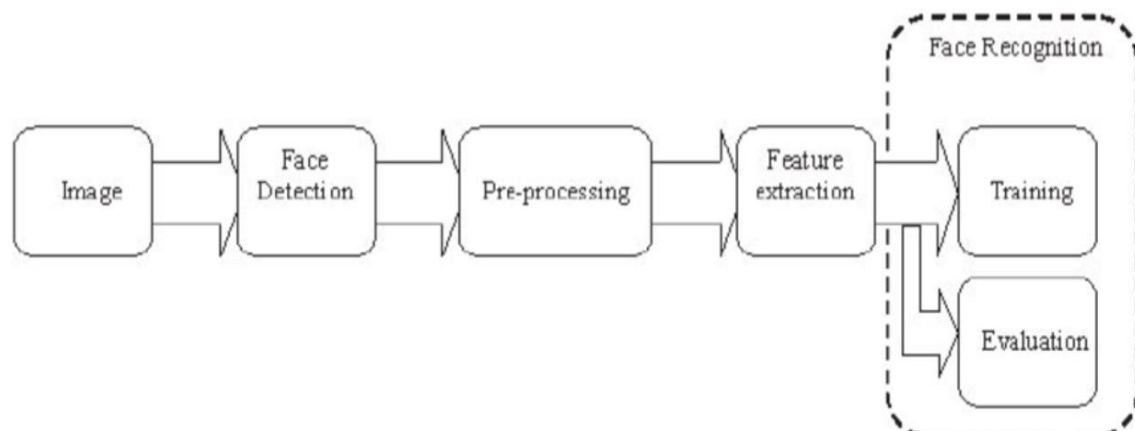 Face Recognition
Image
Face
Detection
Pre-processing
Feature
extraction
Training
Evaluation